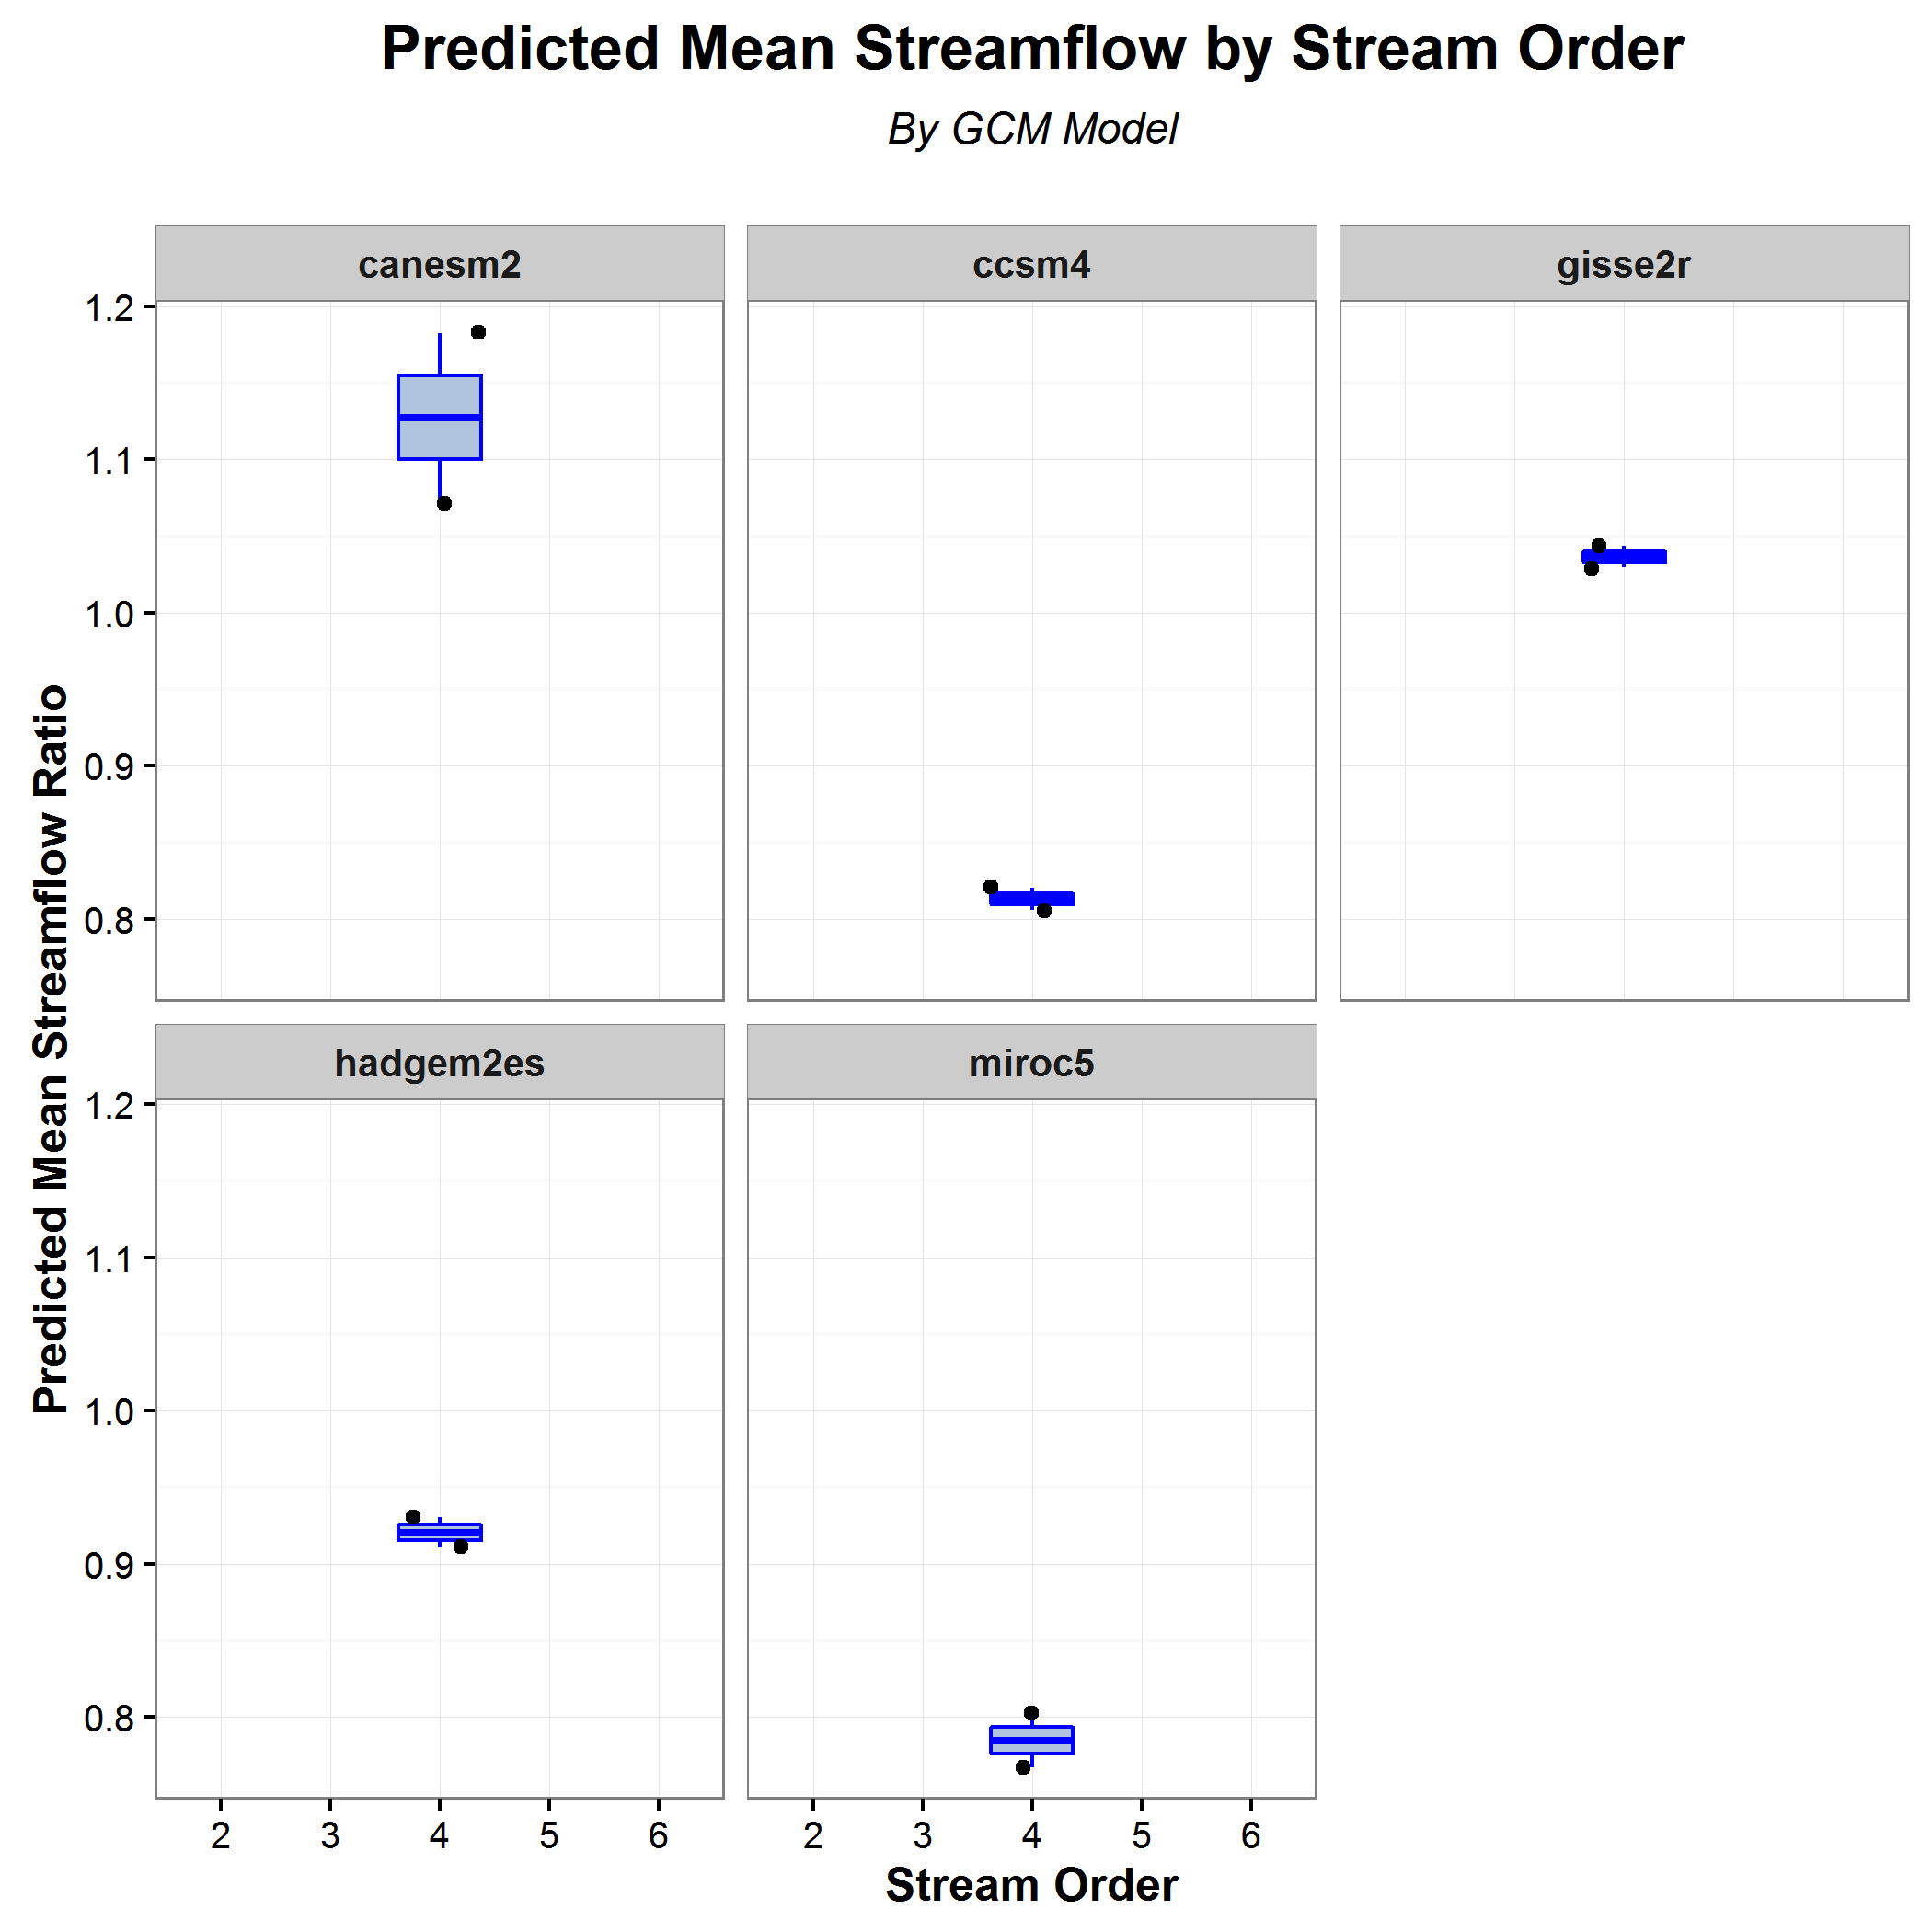 Predicted Mean Streamflow by Stream Order
By GCM Model
canesm2
ccsm4
gisse2r
1.2
1.1
1.0
0.9
0.8
Predicted Mean Streamflow Ratio
hadgem2es
miroc5
1.2
1.1
1.0
0.9
0.8
2 3 4 5 6
2 3 4 5 6
Stream Order